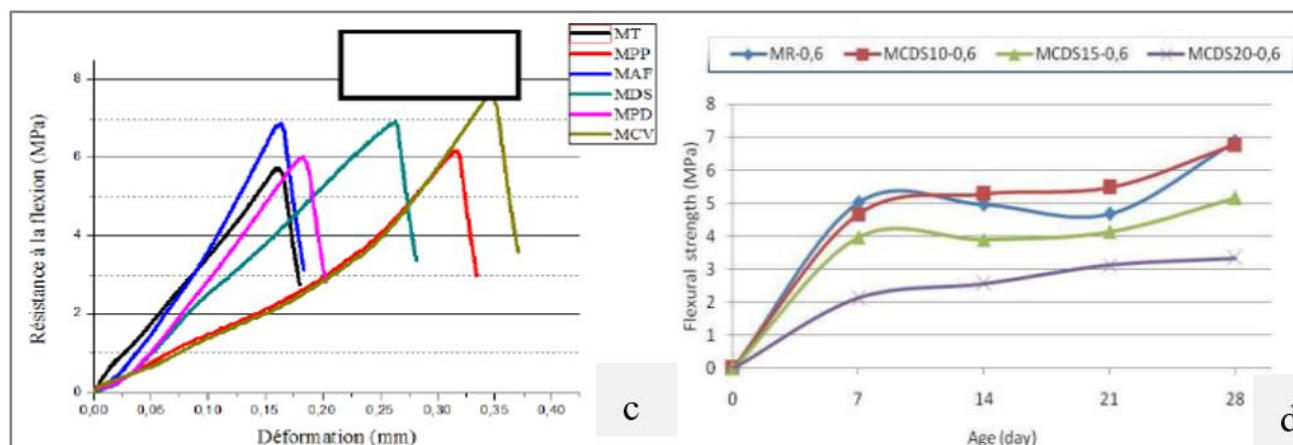 MT
MPP
MAF
MDS
MPD
MCV
Résistance à la flexion (MPa)
8
6
4
2
0
0,00 0,05 0,10 0,15 0,20 0,25 0,30 0,35 0,40
Déformation (mm)
c
MR-0,6 MCDS10-0,6 MCDS15-0,6 MCDS20-0,6
Flexural strength (MPa)
8
7
6
5
4
3
2
1
0
0 7 14 21 28
Age (day)
d